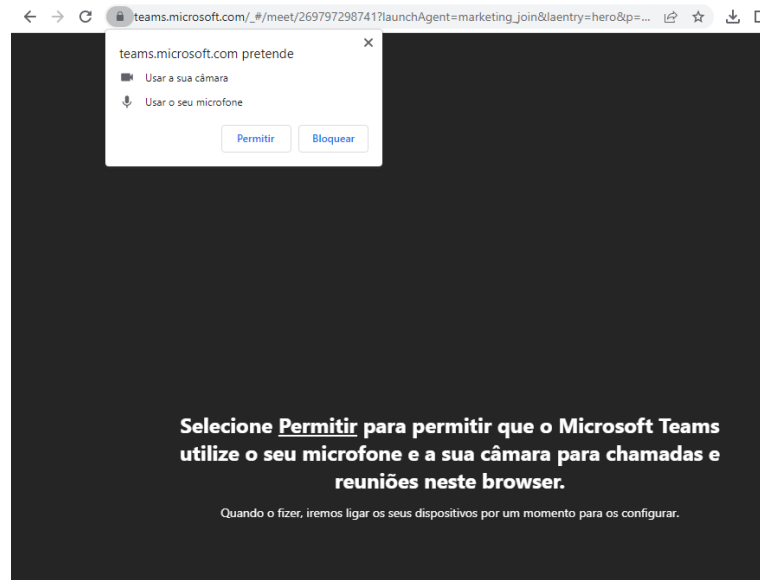 teams.microsoft.com/_#/meet/269797298741?launchAgent=marketing_join&laentry=hero&p=...
teams.microsoft.com pretende
Usar a sua câmara
Usar o seu microfone
Permitir
Bloquear
Selecione Permitir para permitir que o Microsoft Teams
utilize o seu microfone e a sua câmara para chamadas e
reuniões neste browser.
Quando o fizer, iremos ligar os seus dispositivos por um momento para os configurar.